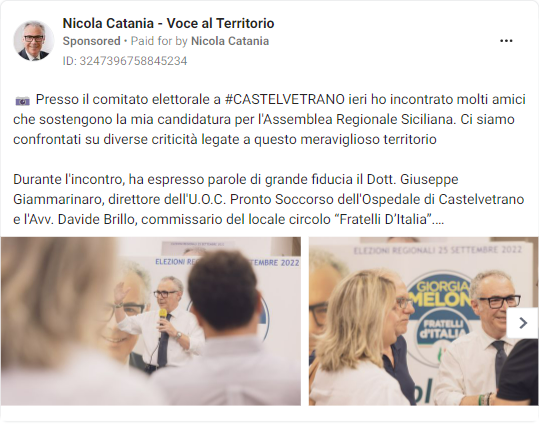 Nicola Catania - Voce al Territorio
Sponsored • Paid for by Nicola Catania
ID: 3247396758845234
📷 Presso il comitato elettorale a #CASTELVETRANO ieri ho incontrato molti amici
che sostengono la mia candidatura per l'Assemblea Regionale Siciliana. Ci siamo
confrontati su diverse criticità legate a questo meraviglioso territorio
Durante l'incontro, ha espresso parole di grande fiducia il Dott. Giuseppe
Giammarinaro, direttore dell'U.O.C. Pronto Soccorso dell'Ospedale di Castelvetrano
e l'Avv. Davide Brillo, commissario del locale circolo “Fratelli D’Italia”....
SETTEMBRE 2022
ELEZIONI REGIONALI 25 SETTEMBRE 2022
GIORGIA
MELONI
FRATELLI
d'ITALIA